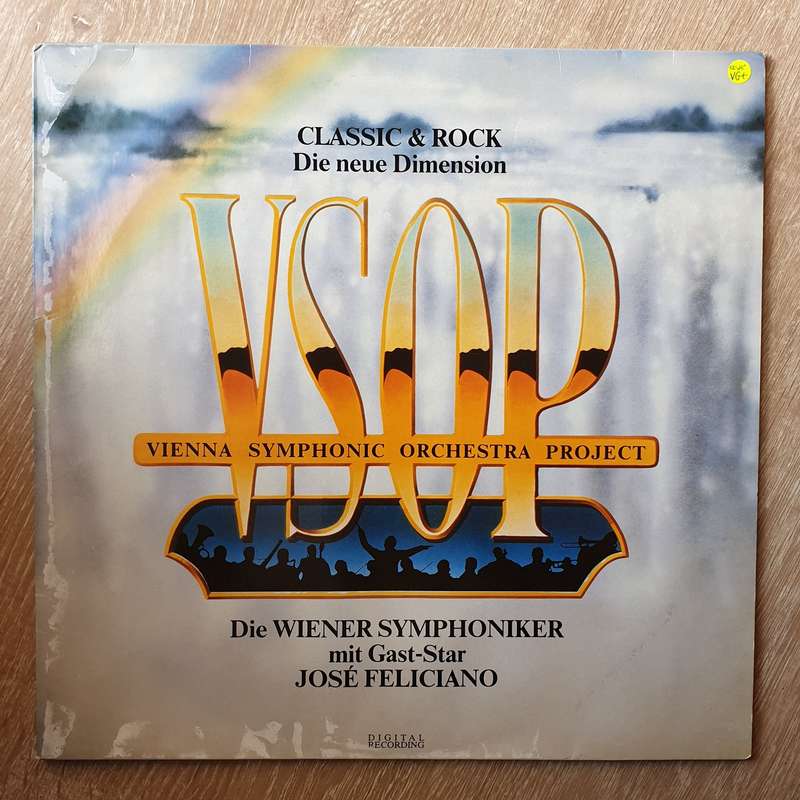 VG+
CLASSIC & ROCK
Die neue Dimension
VSOP
VIENNA SYMPHONIC ORCHESTRA PROJECT
Die WIENER SYMPHONIKER
mit Gast-Star
JOSÉ FELICIANO
DIGITAL
RECORDING